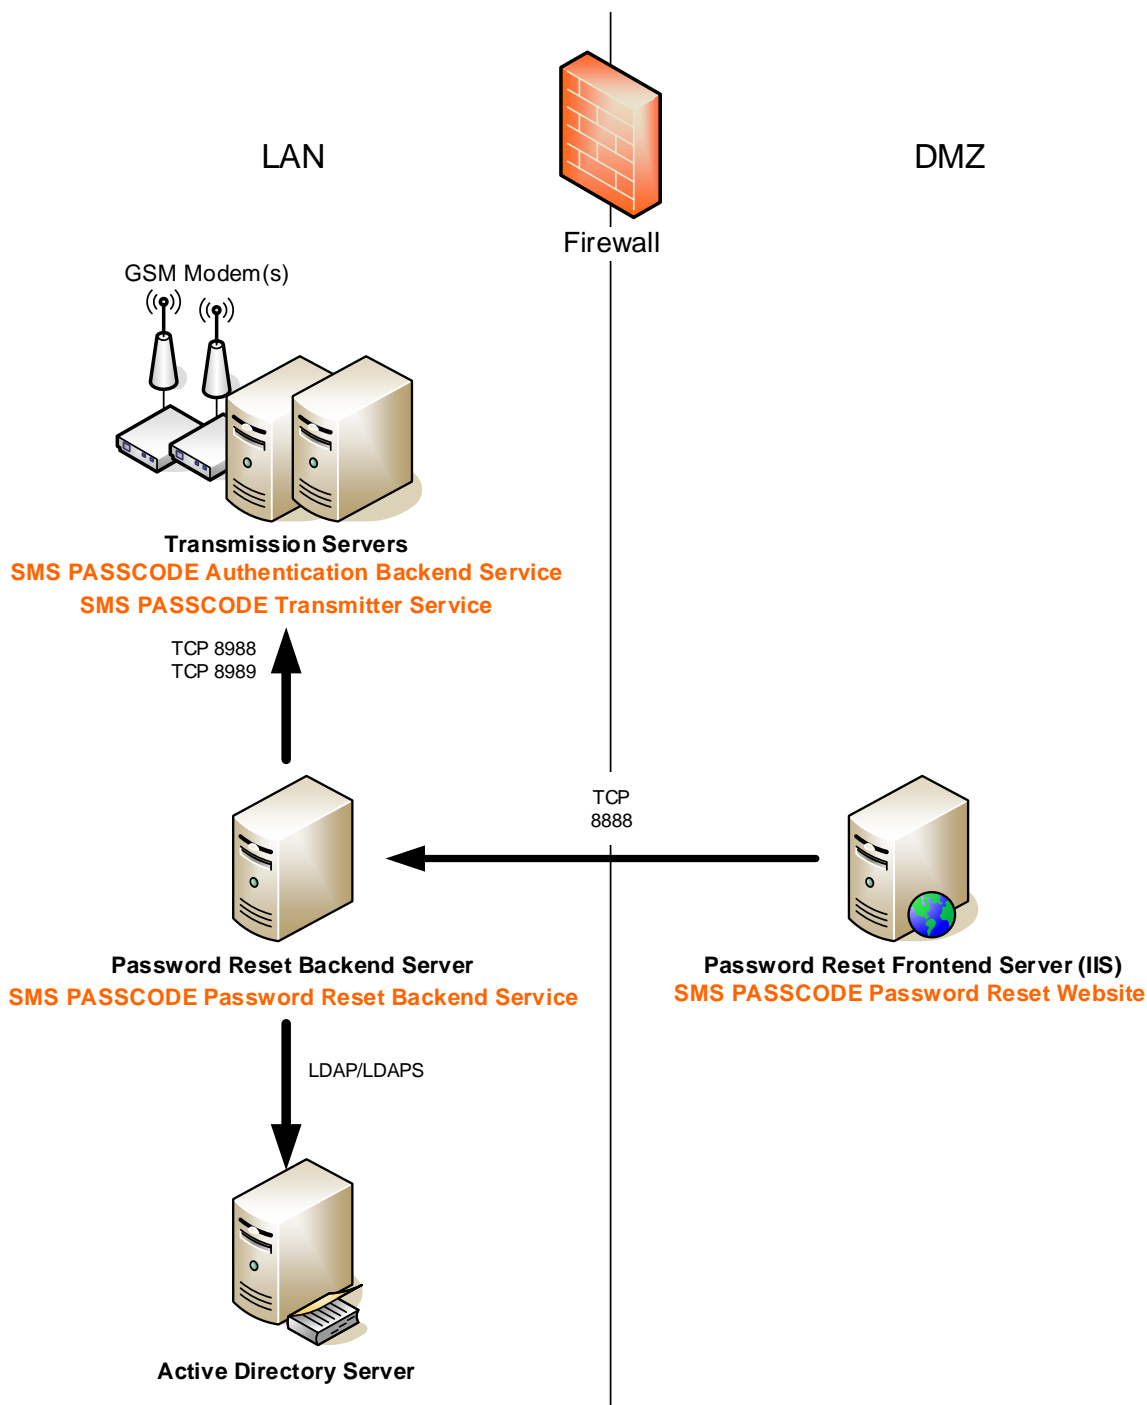 LAN
DMZ
Firewall
GSM Modem(s)
Transmission Servers
SMS PASSCODE Authentication Backend Service
SMS PASSCODE Transmitter Service
TCP 8988
TCP 8989
TCP
8888
Password Reset Backend Server
SMS PASSCODE Password Reset Backend Service
Password Reset Frontend Server (IIS)
SMS PASSCODE Password Reset Website
LDAP/LDAPS
Active Directory Server